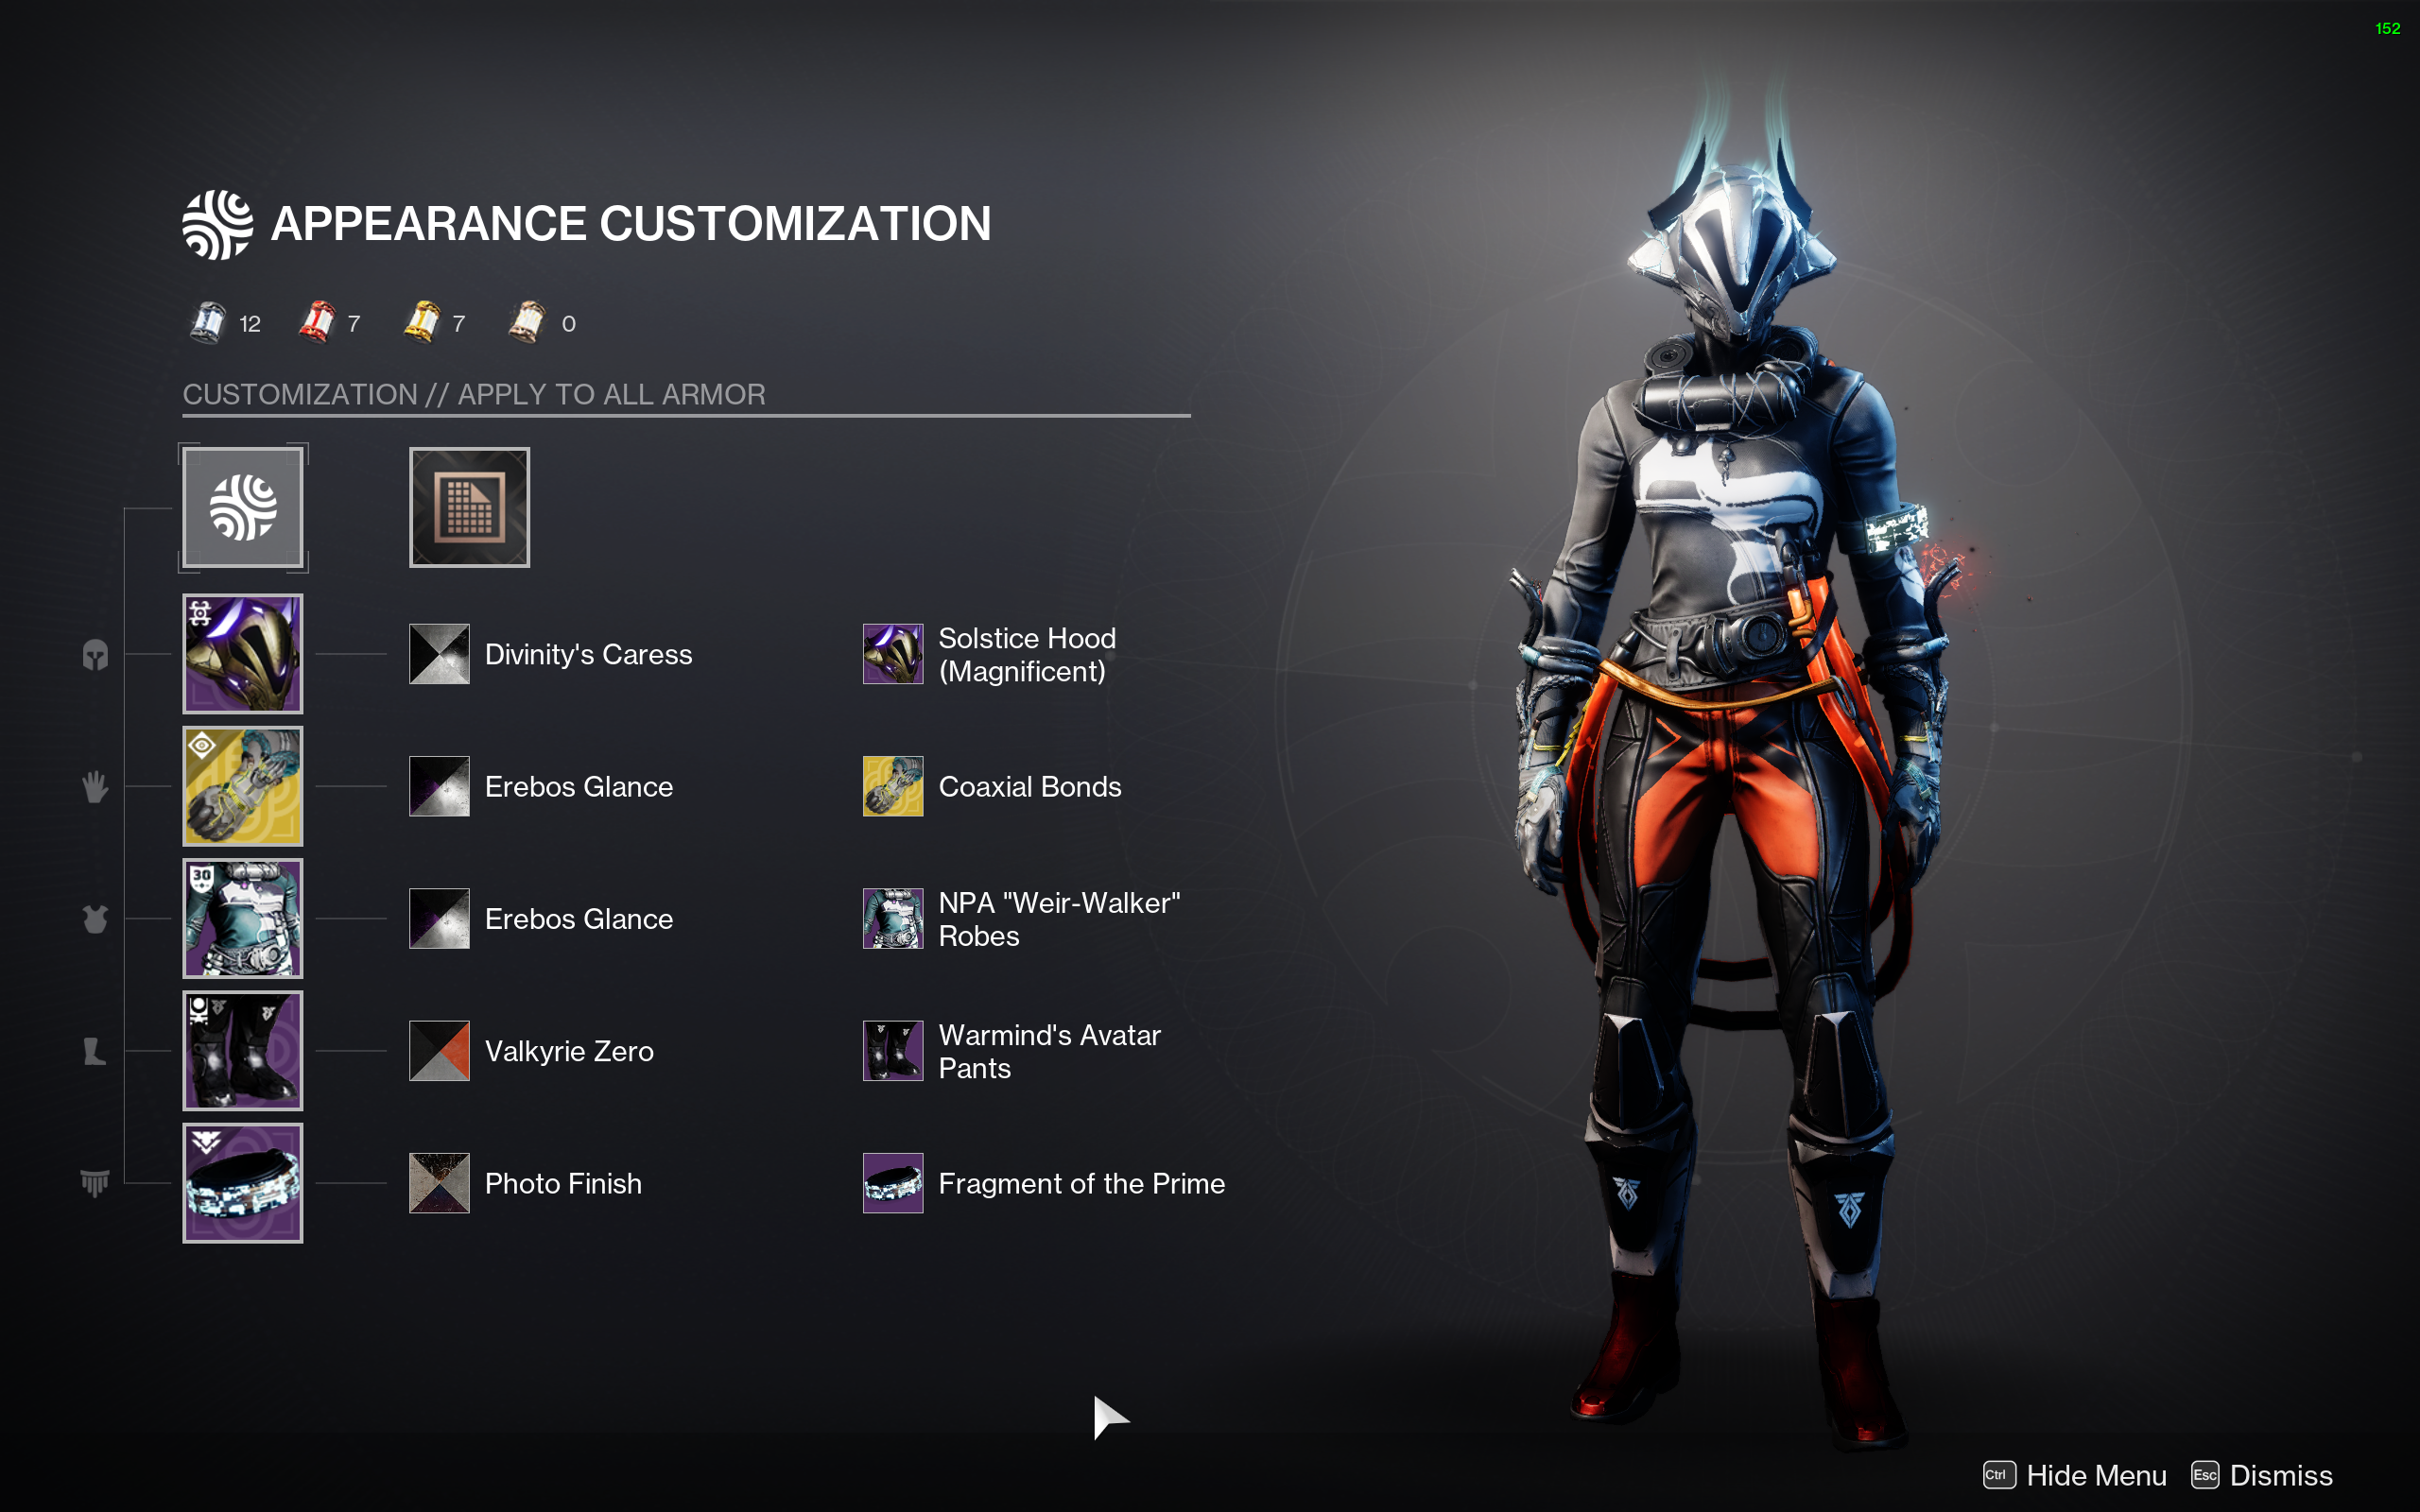 152
APPEARANCE CUSTOMIZATION
12 7 7 0
CUSTOMIZATION // APPLY TO ALL ARMOR
Divinity's Caress
Solstice Hood
(Magnificent)
Erebos Glance
Coaxial Bonds
30
Erebos Glance
NPA "Weir-Walker"
Robes
Valkyrie Zero
Warmind's Avatar
Pants
Photo Finish
Fragment of the Prime
Ctrl Hide Menu Esc Dismiss